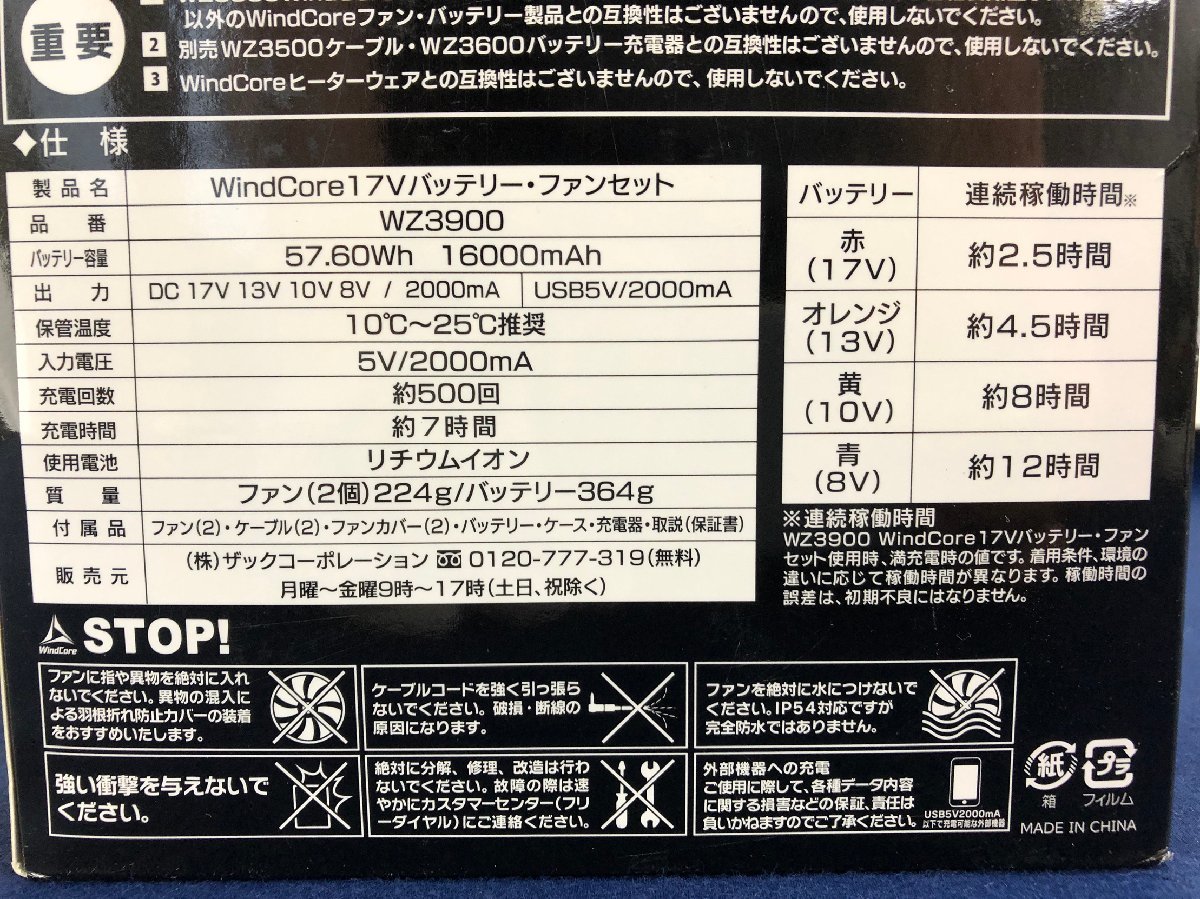 以外のWindCoreファン・バッテリー製品との互換性はございませんので、使用しないでください。
重要
2 別売WZ3500ケーブル・WZ3600バッテリー充電器との互換性はございませんので、使用しないでください。
3 WindCoreヒーターウェアとの互換性はございませんので、使用しないでください。
◆仕 様
製品名 WindCore17Vバッテリー・ファンセット
品 番 WZ3900
バッテリー容量 57.60Wh 16000mAh
出 力 DC 17V 13V 10V 8V / 2000mA USB5V/2000mA
保管温度 10℃～25℃推奨
入力電圧 5V/2000mA
充電回数 約500回
充電時間 約7時間
使用電池 リチウムイオン
質 量 ファン(2個)224g/バッテリー364g
付属品 ファン(2)・ケーブル(2)・ファンカバー(2)・バッテリー・ケース・充電器・取説(保証書)
販売元 (株)ザックコーポレーション 0120-777-319(無料)
月曜～金曜9時～17時(土日、祝除く)
バッテリー 連続稼働時間※
赤
(17V) 約2.5時間
オレンジ
(13V) 約4.5時間
黄
(10V) 約8時間
青
(8V) 約12時間
※連続稼働時間
WZ3900 WindCore17Vバッテリー・ファン
セット使用時、満充電時の値です。着用条件、環境の
違いに応じて稼働時間が異なります。稼働時間の
誤差は、初期不良にはなりません。
WindCore STOP!
ファンに指や異物を絶対に入れ
ないでください。異物の混入に
よる羽根折れ防止カバーの装着
をおすすめいたします。
ケーブルコードを強く引っ張ら
ないでください。破損・断線の
原因になります。
ファンを絶対に水につけないで
ください。IP54対応ですが
完全防水ではありません。
強い衝撃を与えないで
ください。
絶対に分解、修理、改造は行わ
ないでください。故障の際は速
やかにカスタマーセンター(フリ
ーダイヤル)にご連絡ください。
外部機器への充電
ご使用に際して、各種データ内容
に関する損害などの保証、責任は
負いかねますのでご了承ください。
USB5V2000mA
以下で充電可能な外部機器
紙 プラ
箱 フィルム
MADE IN CHINA